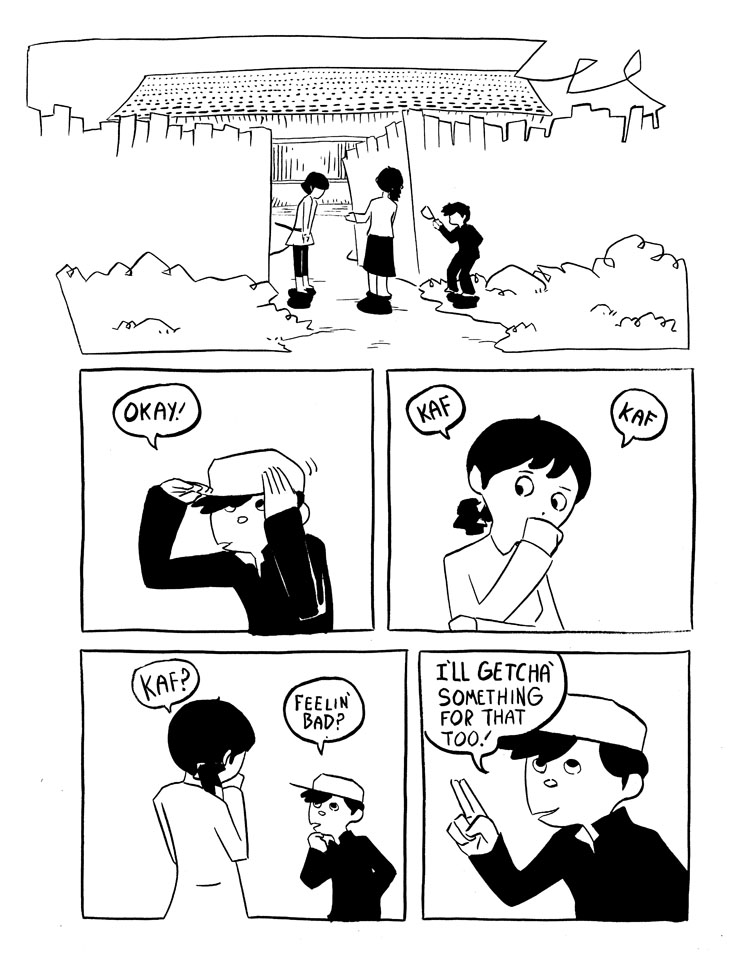 OKAY!
KAF
KAF
KAF?
FEELIN'
BAD?
I'LL GETCHA'
SOMETHING
FOR THAT
TOO!